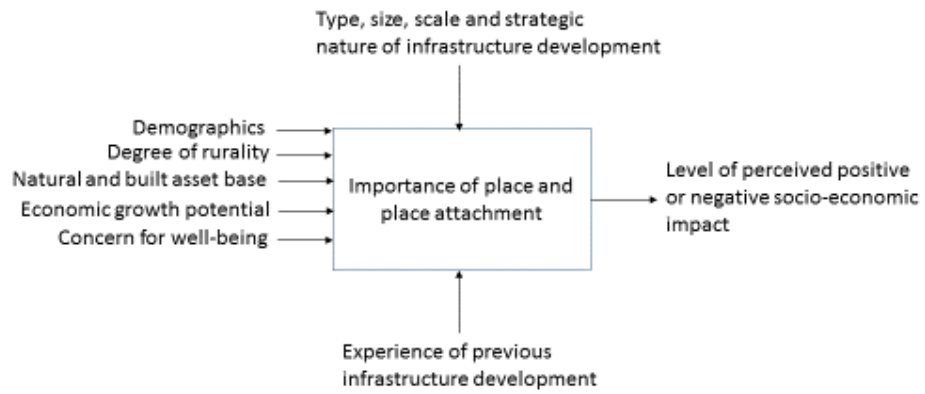 Type, size, scale and strategic
nature of infrastructure development
Demographics
Degree of rurality
Natural and built asset base
Economic growth potential
Concern for well-being
Importance of place and
place attachment
Level of perceived positive
or negative socio-economic
impact
Experience of previous
infrastructure development